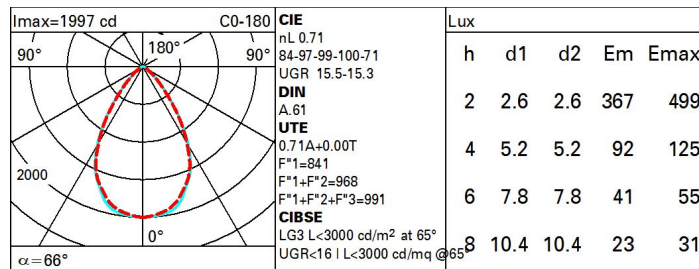 Imax=1997 cd C0-180
90° 180° 90°
2000
0°
α=66°
CIE
nL 0.71
84-97-99-100-71
UGR 15.5-15.3
DIN
A.61
UTE
0.71A+0.00T
F"1=841
F"1+F"2=968
F"1+F"2+F"3=991
CIBSE
LG3 L<3000 cd/m² at 65°
UGR<16 | L<3000 cd/mq @65°
Lux
h d1 d2 Em Emax
2 2.6 2.6 367 499
4 5.2 5.2 92 125
6 7.8 7.8 41 55
8 10.4 10.4 23 31